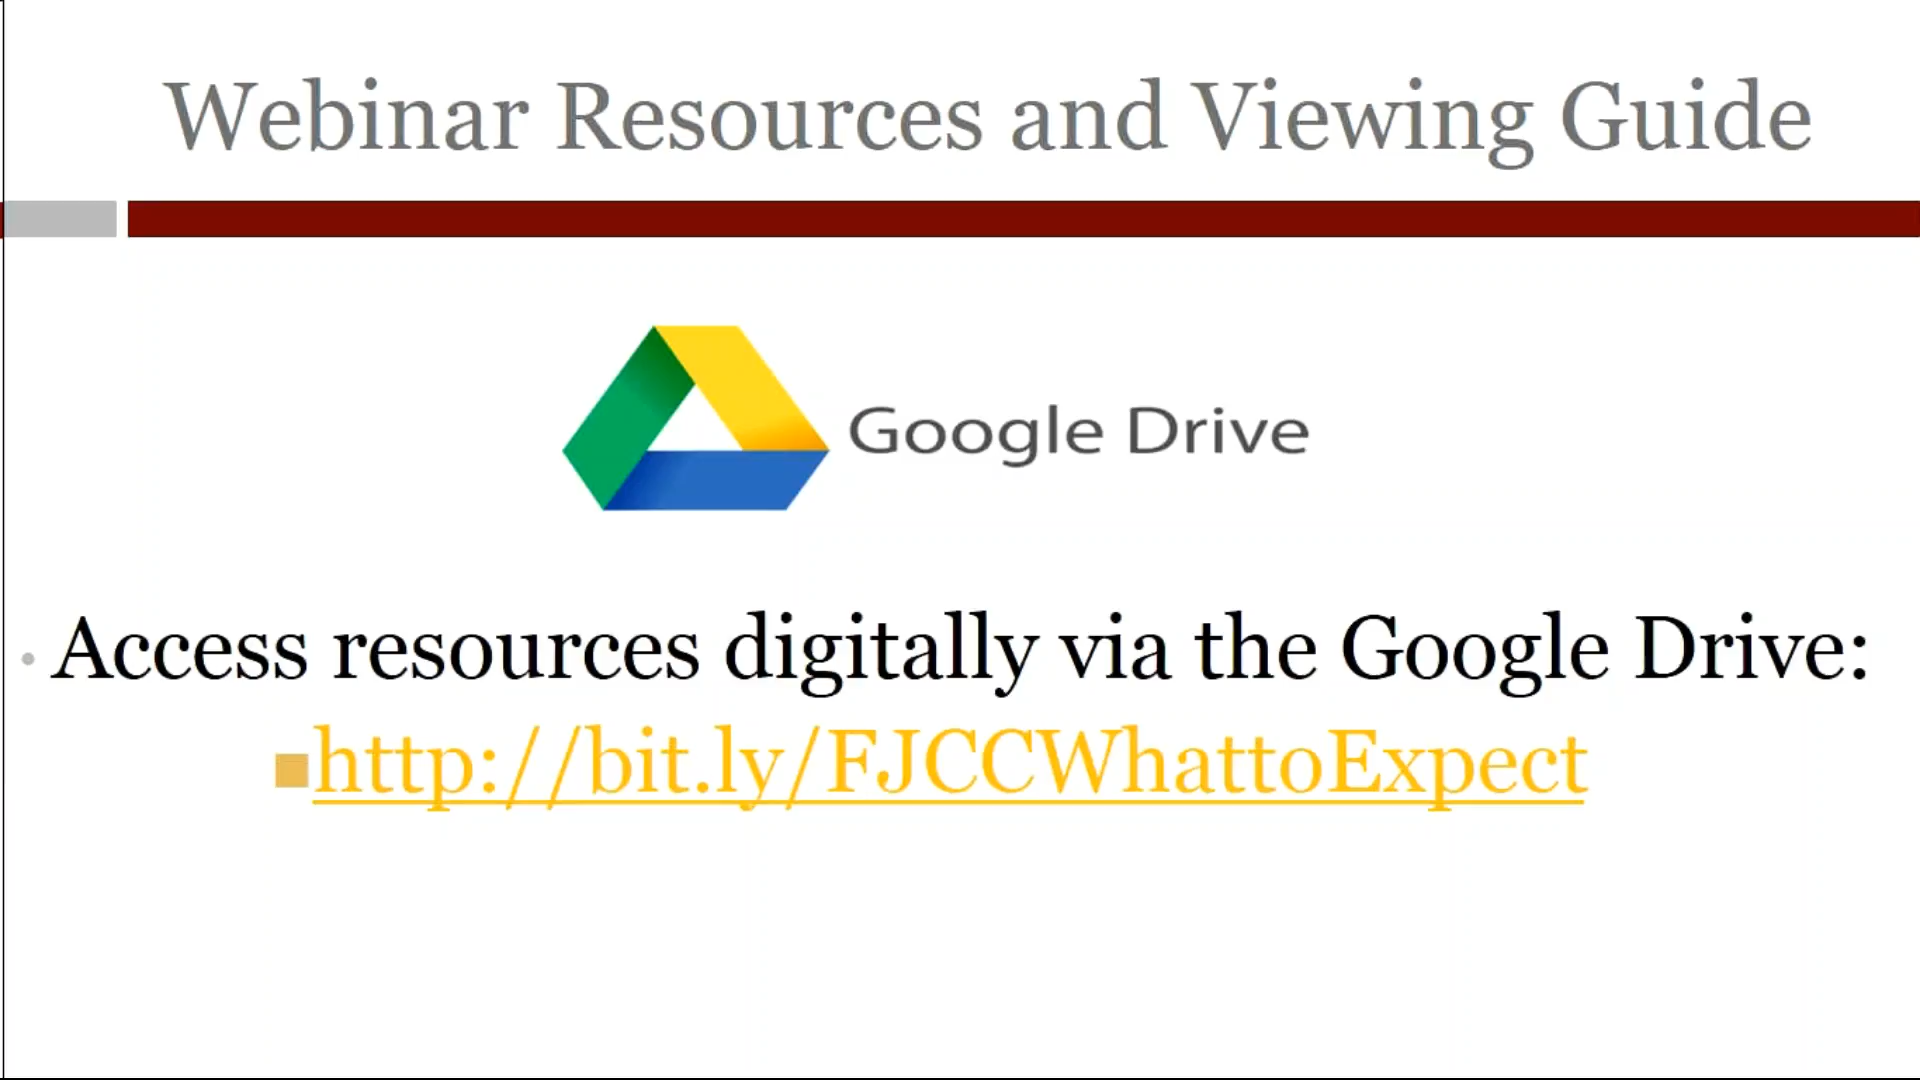 Webinar Resources and Viewing Guide
Google Drive
Access resources digitally via the Google Drive:
http://bit.ly/FJCCWhattoExpect